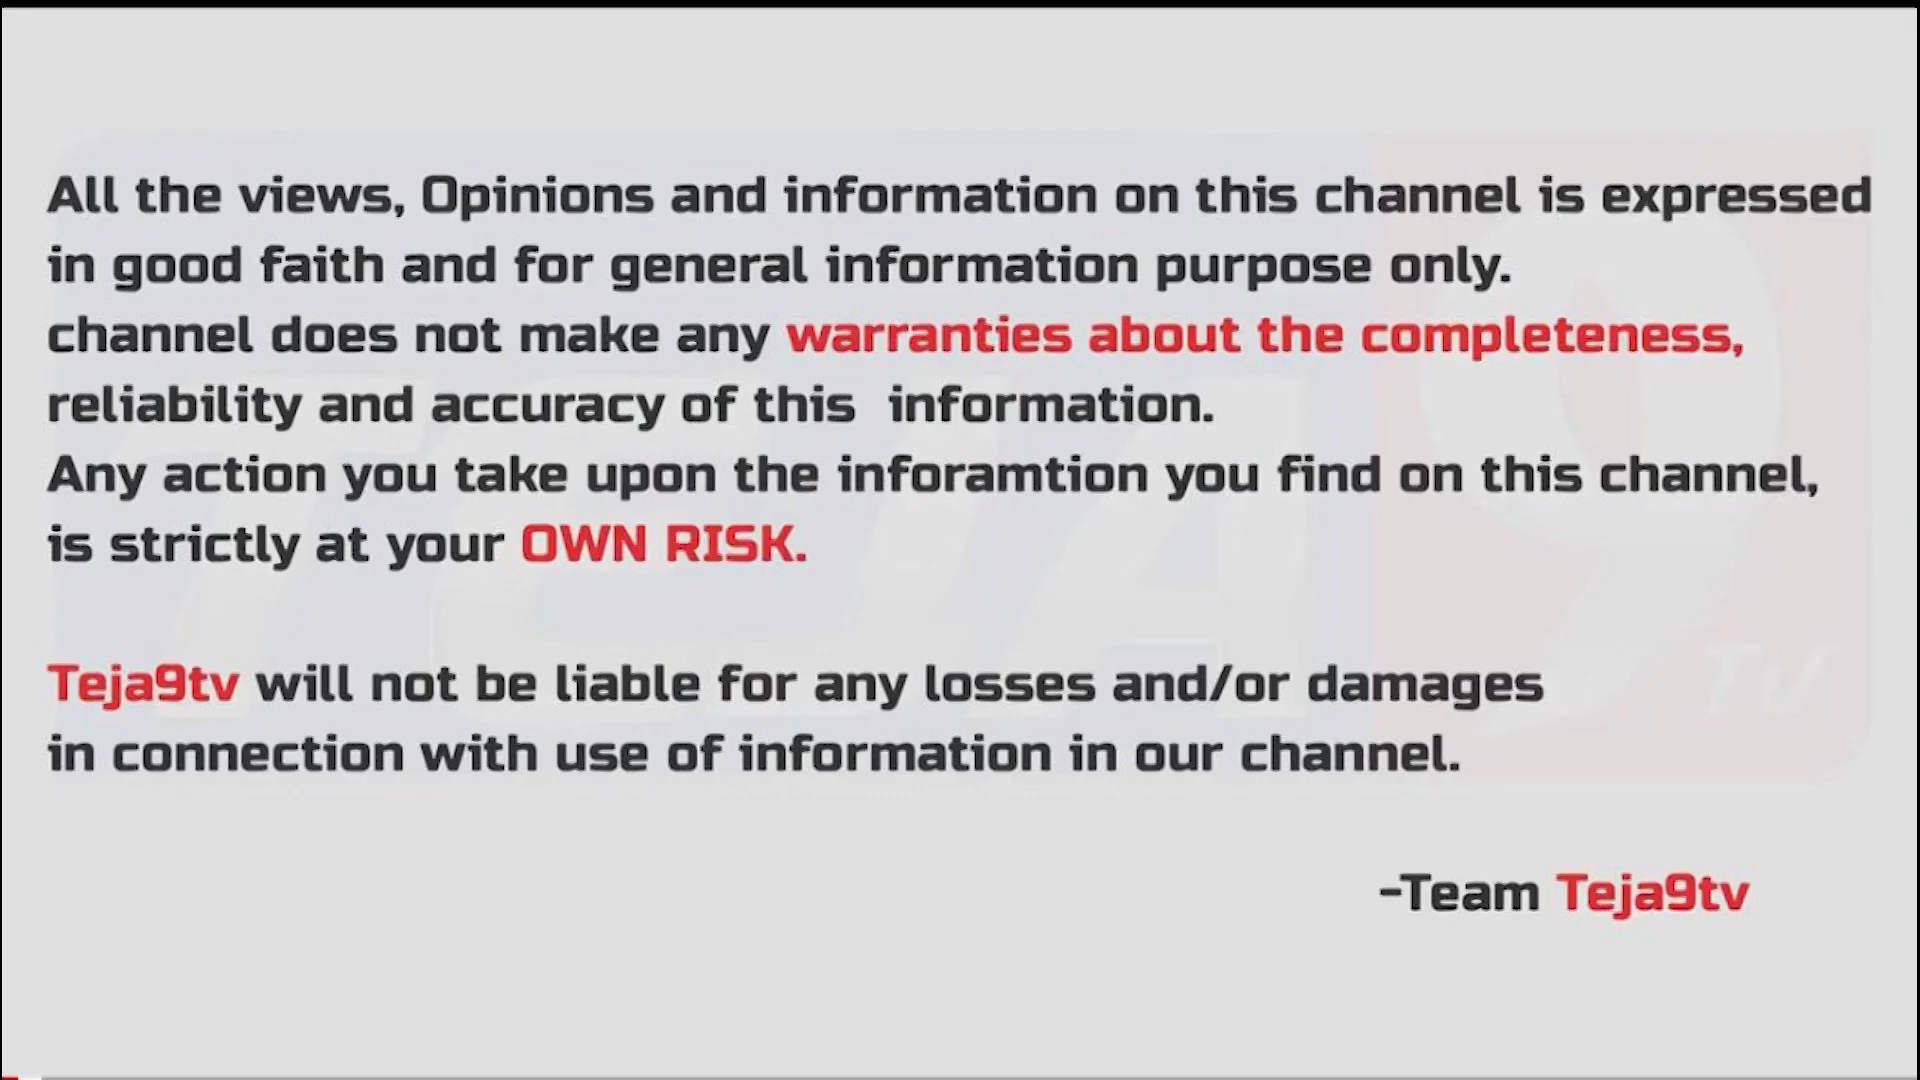 All the views, Opinions and information on this channel is expressed
in good faith and for general information purpose only.
channel does not make any warranties about the completeness,
reliability and accuracy of this  information.
Any action you take upon the inforamtion you find on this channel,
is strictly at your OWN RISK.
Teja9tv will not be liable for any losses and/or damages
in connection with use of information in our channel.
-Team Teja9tv
TEJA 9
TV